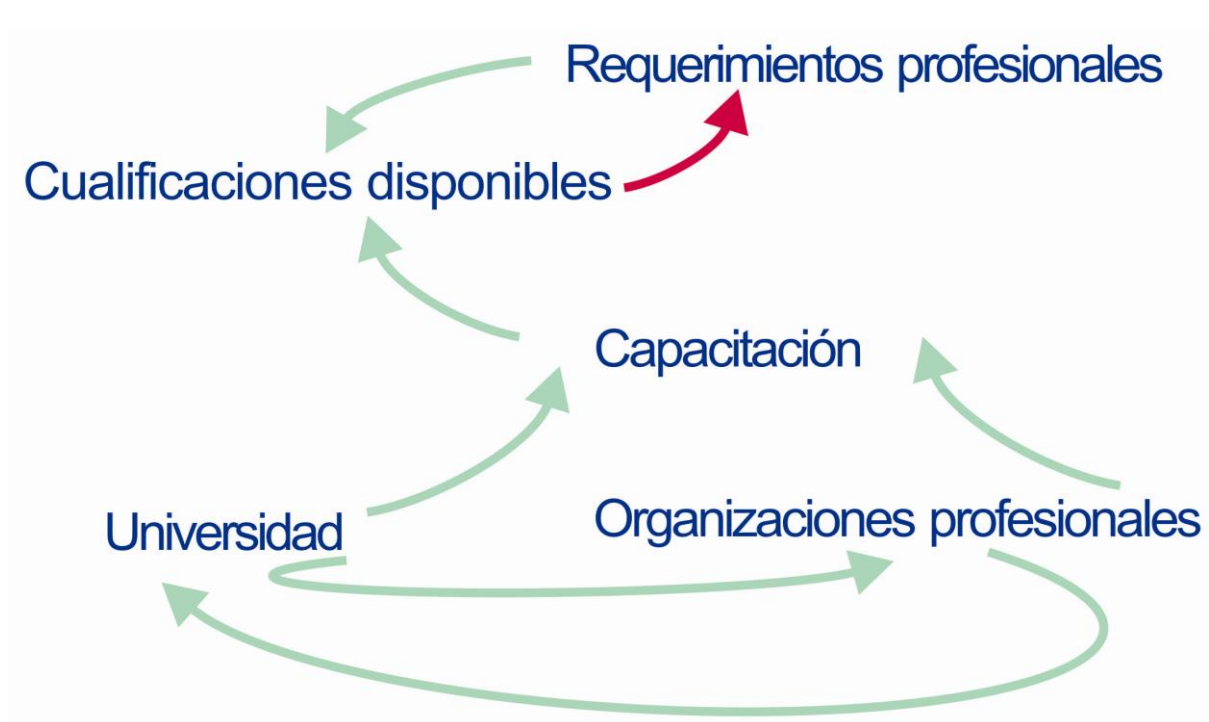 Requerimientos profesionales
Cualificaciones disponibles
Capacitación
Universidad
Organizaciones profesionales